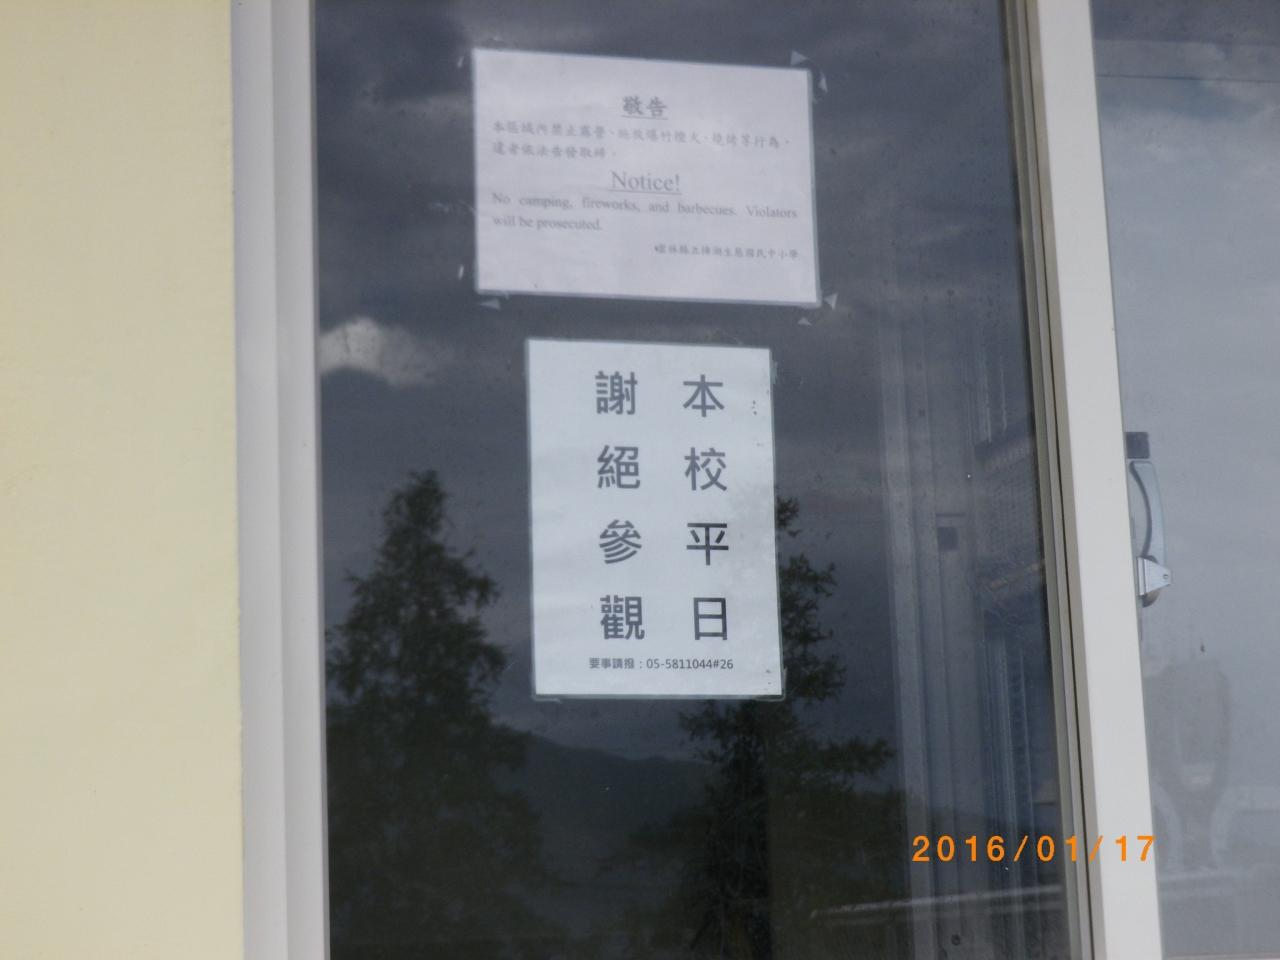 敬告
本區域內禁止露營、施放爆竹煙火、燒烤等行為，
違者依法告發取締。
Notice!
No camping, fireworks, and barbecues. Violators
will be prosecuted.
雲林縣立樟湖生態國民中小學
本校平日
謝絕參觀
要事請撥：05-5811044#26
2016/01/17